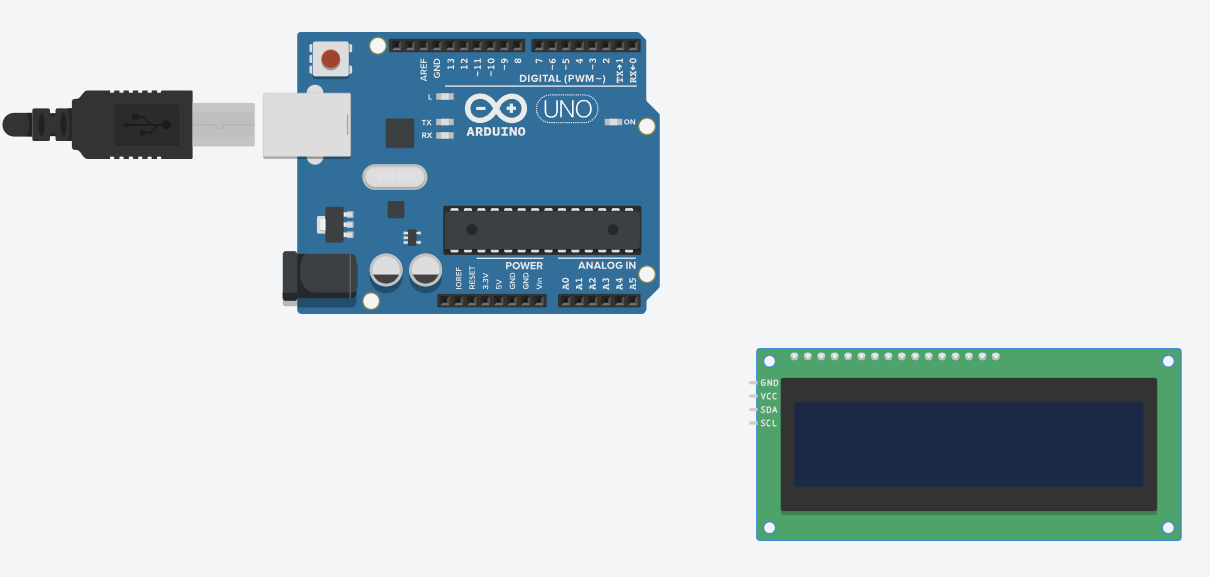 AREF
GND
13
12
~11
~10
~9
8
7
~6
~5
4
~3
2
TX→1
RX←0
DIGITAL (PWM~)
L
TX
RX
ARDUINO
UNO
ON
POWER
ANALOG IN
IOREF
RESET
3.3V
5V
GND
GND
Vin
A0
A1
A2
A3
A4
A5
GND
VCC
SDA
SCL